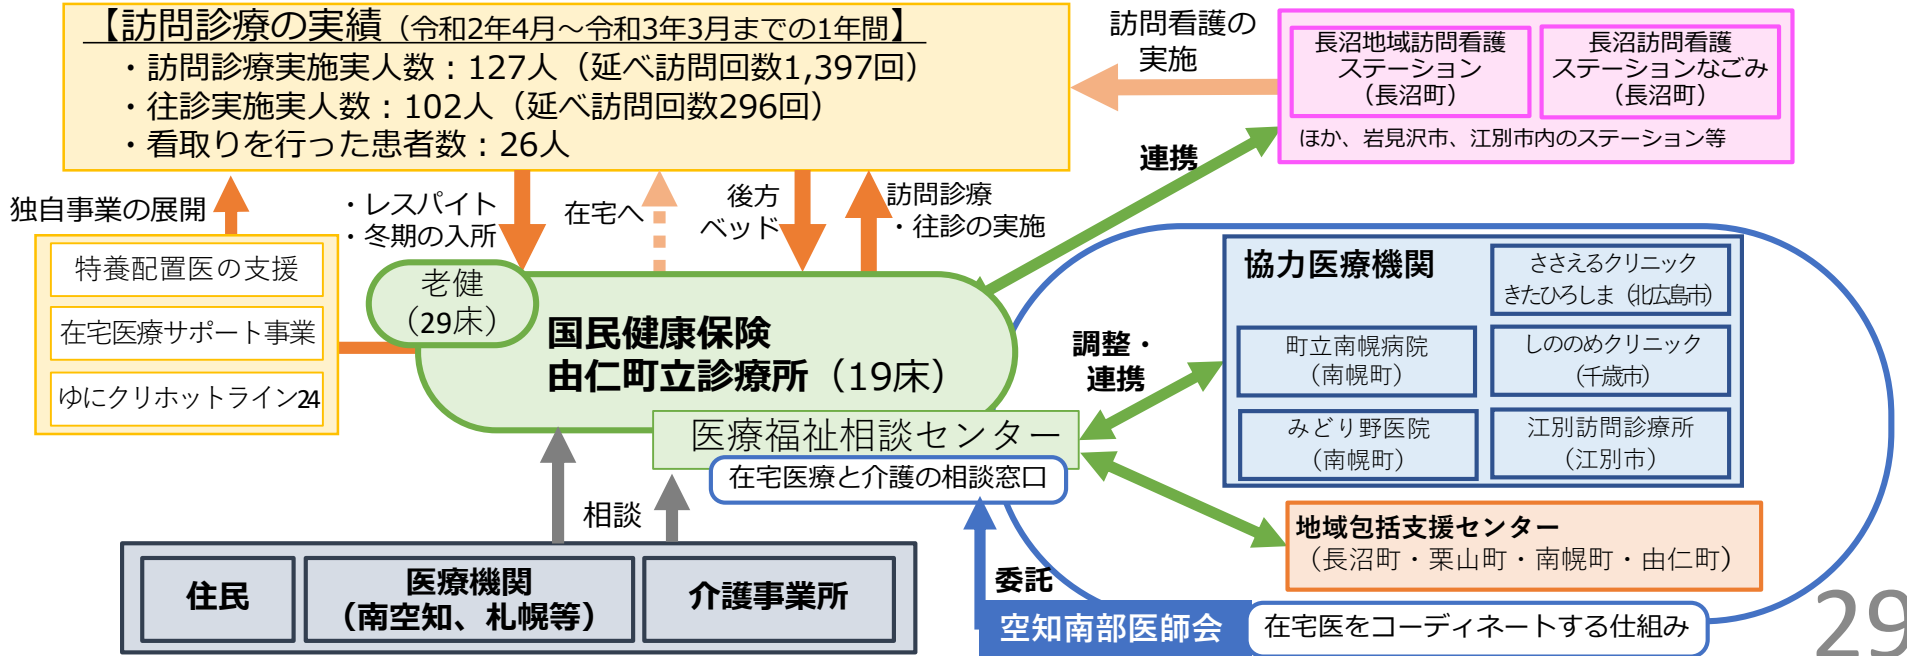 【訪問診療の実績（令和2年4月～令和3年3月までの1年間】
・訪問診療実施実人数：127人（延べ訪問回数1,397回）
・往診実施実人数：102人（延べ訪問回数296回）
・看取りを行った患者数：26人
訪問看護の
実施
長沼地域訪問看護
ステーション
（長沼町）
長沼訪問看護
ステーションなごみ
（長沼町）
ほか、岩見沢市、江別市内のステーション等
連携
独自事業の展開
・レスパイト
・冬期の入所
在宅へ
後方
ベッド
訪問診療
・往診の実施
特養配置医の支援
在宅医療サポート事業
ゆにクリホットライン24
老健
（29床）
国民健康保険
由仁町立診療所（19床）
医療福祉相談センター
在宅医療と介護の相談窓口
調整・
連携
協力医療機関
ささえるクリニック
きたひろしま（北広島市）
町立南幌病院
（南幌町）
しののめクリニック
（千歳市）
みどり野医院
（南幌町）
江別訪問診療所
（江別市）
地域包括支援センター
（長沼町・栗山町・南幌町・由仁町）
相談
住民
医療機関
（南空知、札幌等）
介護事業所
委託
空知南部医師会
在宅医をコーディネートする仕組み
29